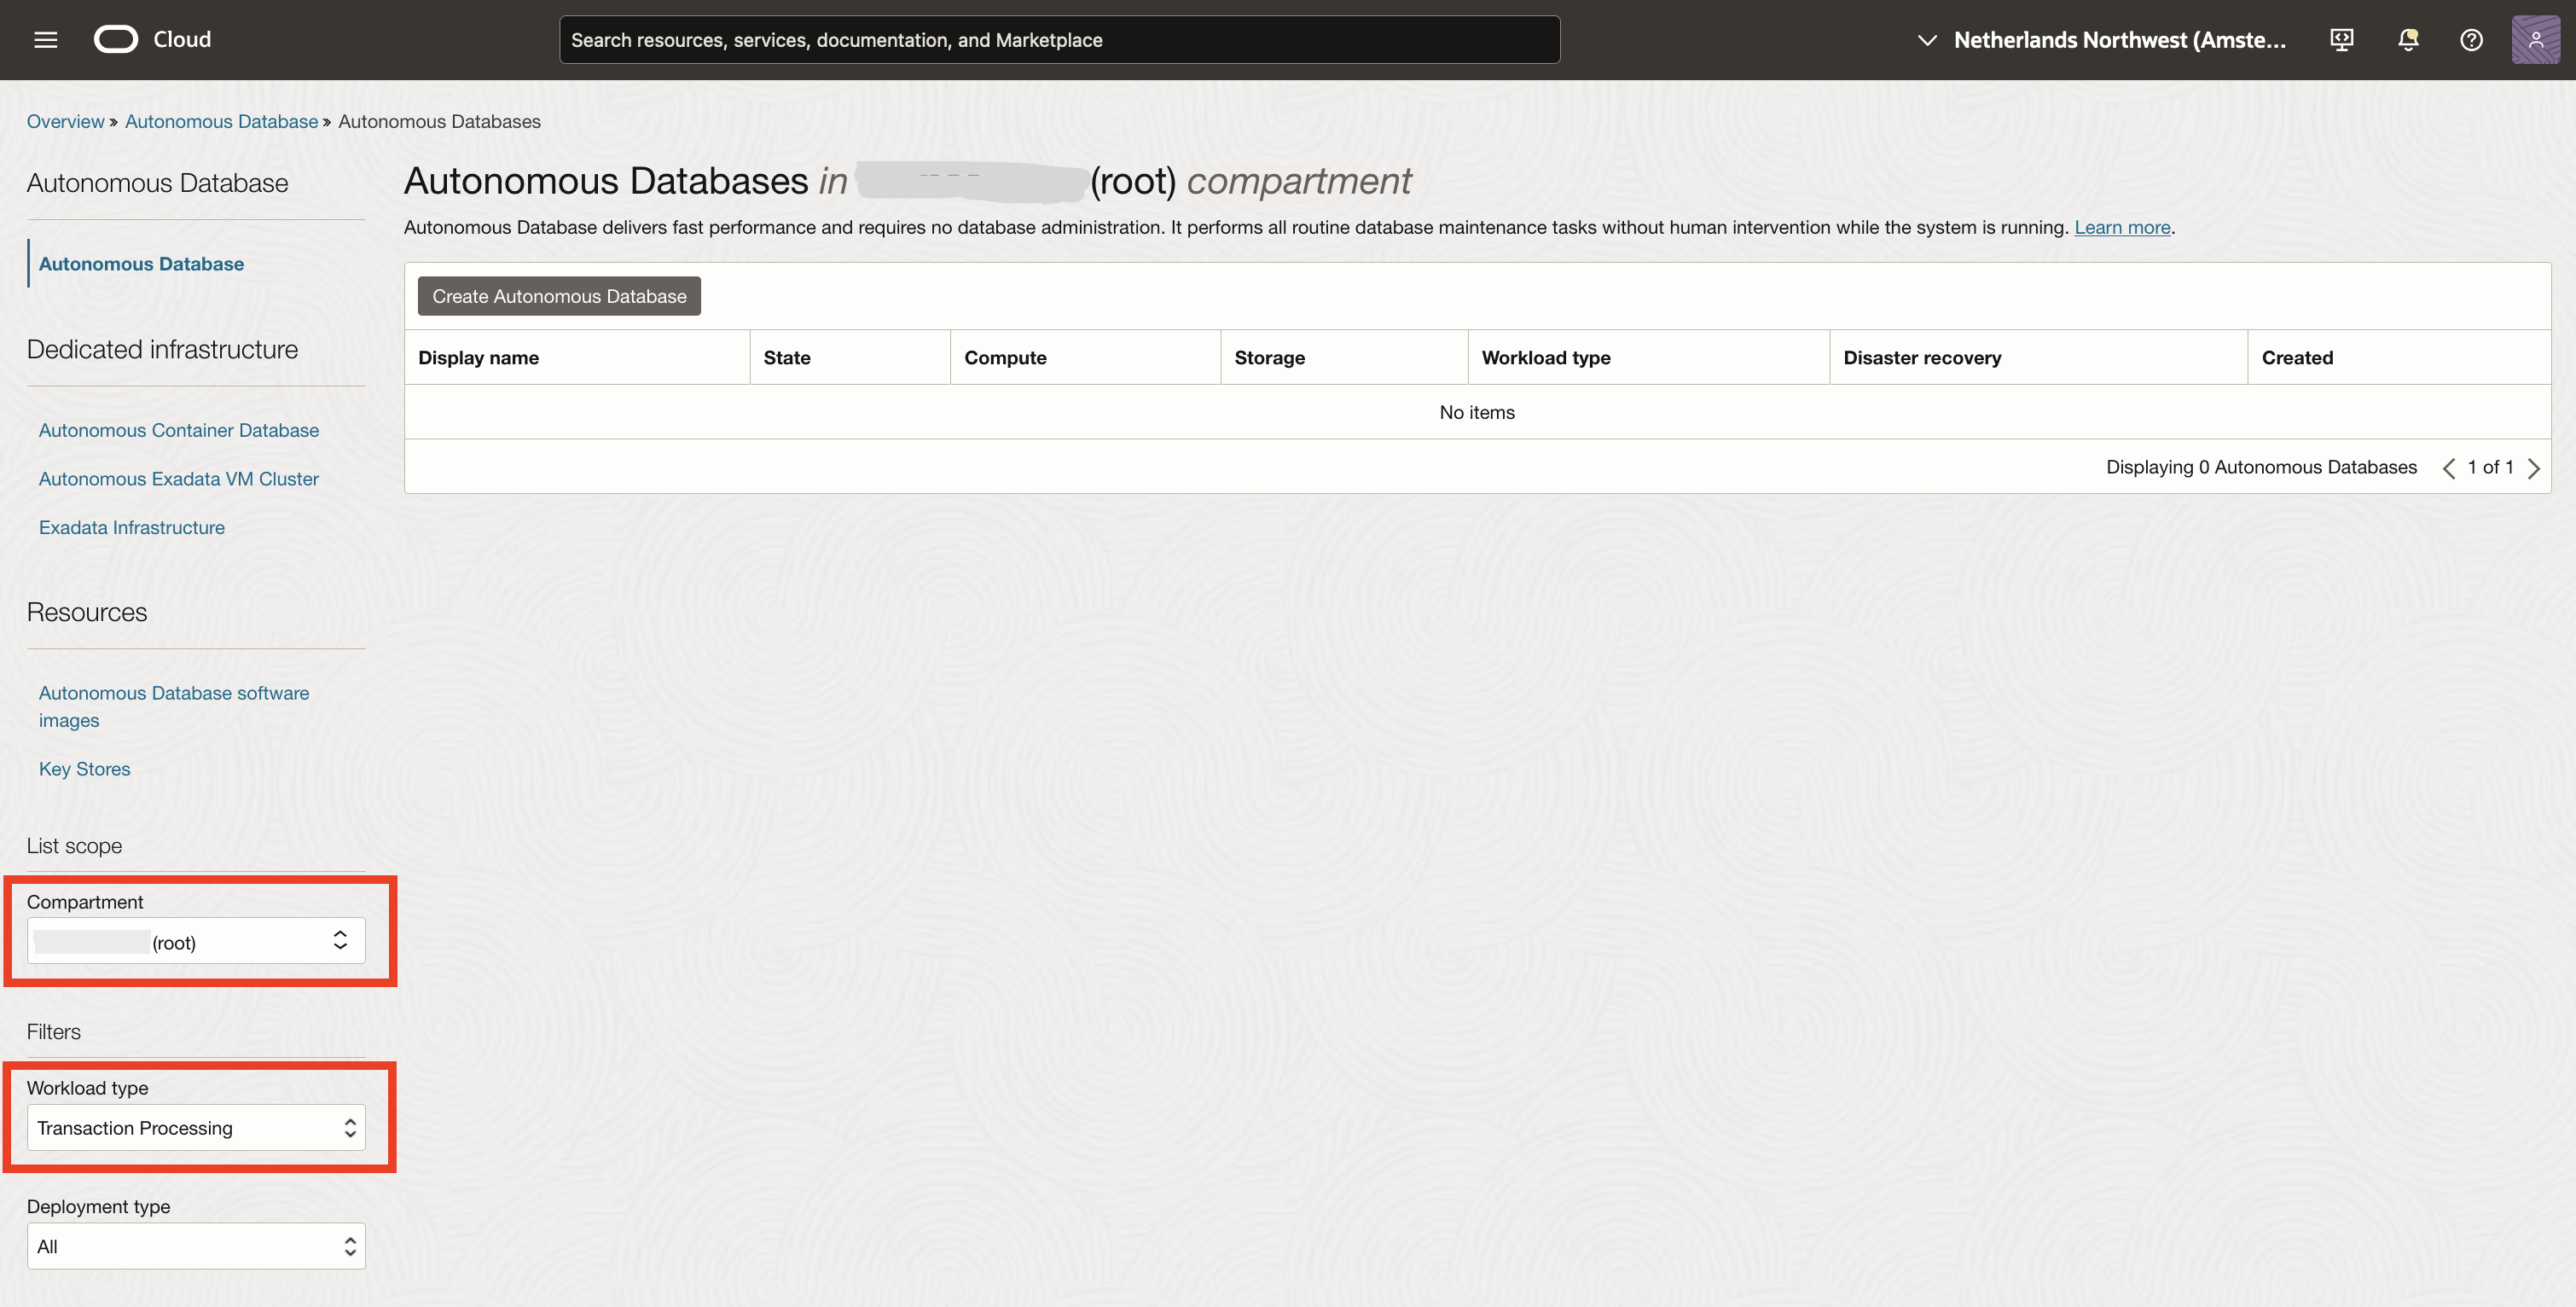 Cloud
Search resources, services, documentation, and Marketplace
Netherlands Northwest (Amste...
Overview » Autonomous Database » Autonomous Databases
Autonomous Database
Autonomous Database
Dedicated infrastructure
Autonomous Container Database
Autonomous Exadata VM Cluster
Exadata Infrastructure
Resources
Autonomous Database software
images
Key Stores
List scope
Compartment
(root)
Filters
Workload type
Transaction Processing
Deployment type
All
Autonomous Databases in (root) compartment
Autonomous Database delivers fast performance and requires no database administration. It performs all routine database maintenance tasks without human intervention while the system is running. Learn more.
Create Autonomous Database
Display name State Compute Storage Workload type Disaster recovery Created
No items
Displaying 0 Autonomous Databases < 1 of 1 >